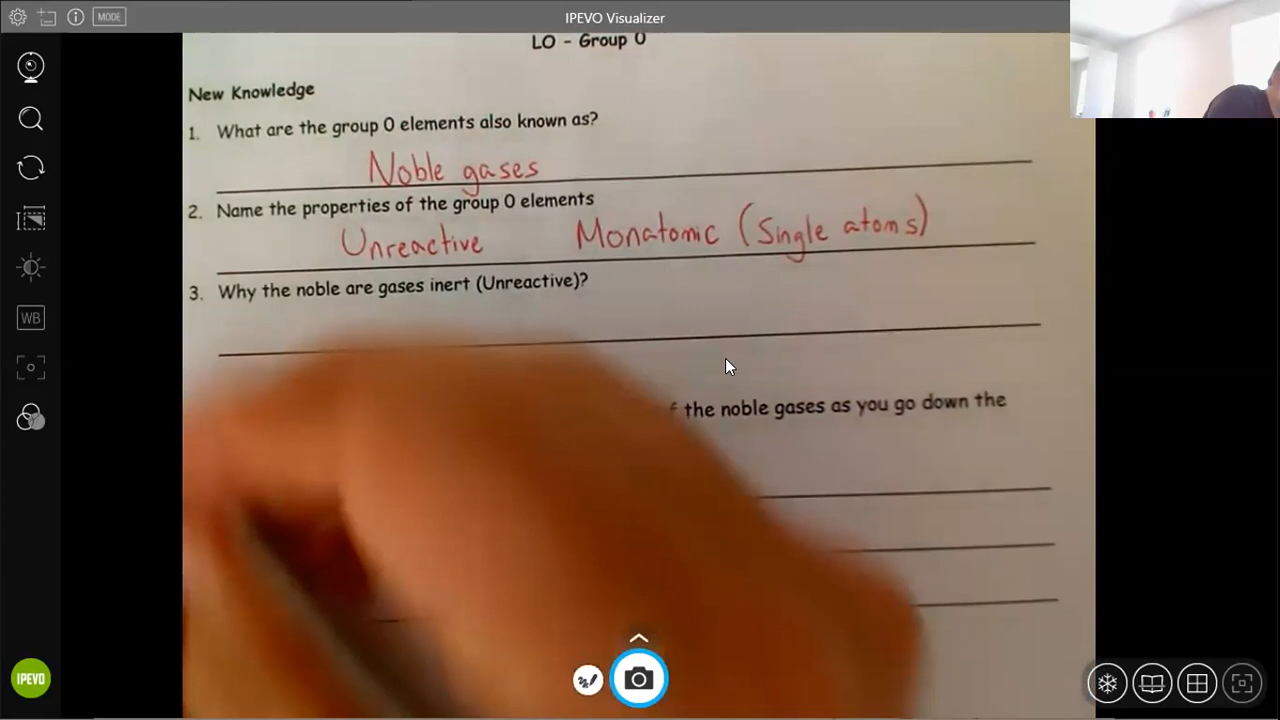 MODE
IPEVO Visualizer
LO - Group 0
New Knowledge
1. What are the group 0 elements also known as?
Noble gases
2. Name the properties of the group 0 elements
Unreactive Monatomic (Single atoms)
3. Why the noble are gases inert (Unreactive)?
WB
the noble gases as you go down the
IPEVO